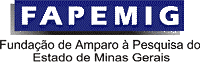 FAPEMIG
Fundação de Amparo à Pesquisa do
Estado de Minas Gerais